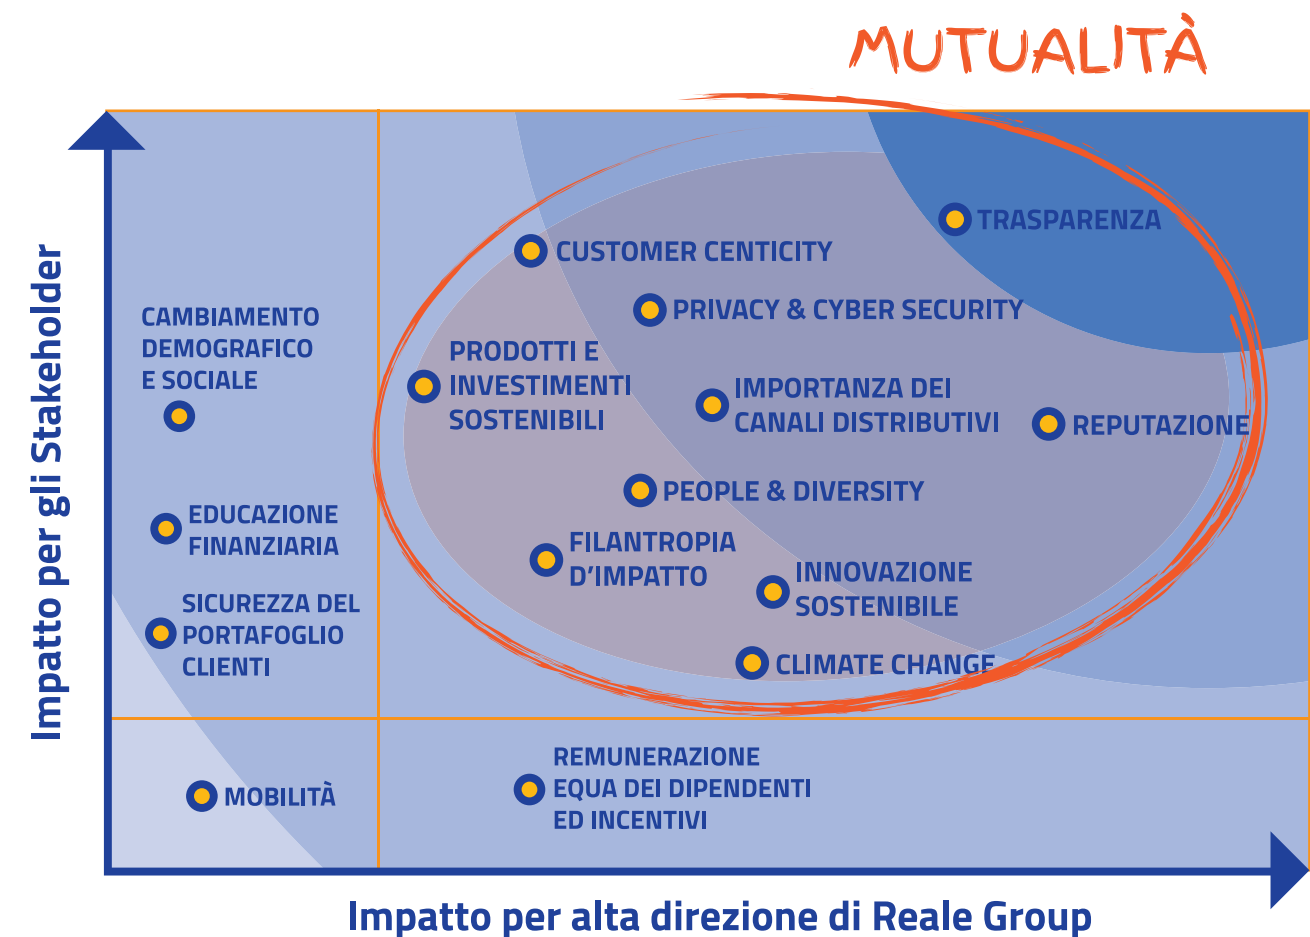 MUTUALITÀ
Impatto per gli Stakeholder
TRASPARENZA
CUSTOMER CENTICITY
PRIVACY & CYBER SECURITY
CAMBIAMENTO
DEMOGRAFICO
E SOCIALE
PRODOTTI E
INVESTIMENTI
SOSTENIBILI
IMPORTANZA DEI
CANALI DISTRIBUTIVI
REPUTAZIONE
PEOPLE & DIVERSITY
EDUCAZIONE
FINANZIARIA
FILANTROPIA
D'IMPATTO
INNOVAZIONE
SOSTENIBILE
SICUREZZA DEL
PORTAFOGLIO
CLIENTI
CLIMATE CHANGE
REMUNERAZIONE
EQUA DEI DIPENDENTI
ED INCENTIVI
MOBILITÀ
Impatto per alta direzione di Reale Group